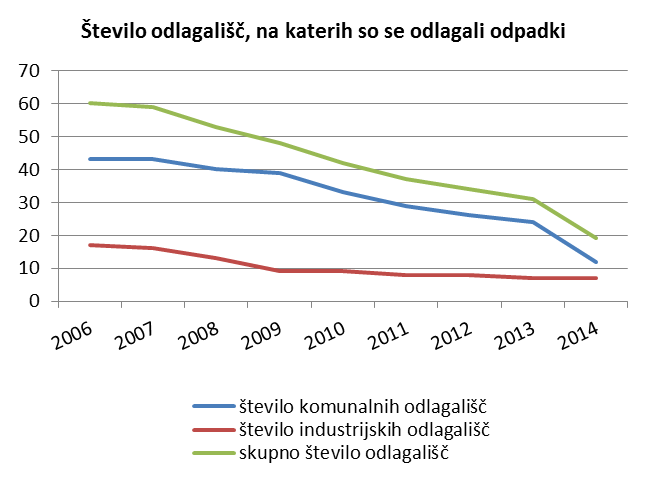 Število odlagališč, na katerih so se odlagali odpadki
70
60
50
40
30
20
10
0
2006 2007 2008 2009 2010 2011 2012 2013 2014
število komunalnih odlagališč
število industrijskih odlagališč
skupno število odlagališč